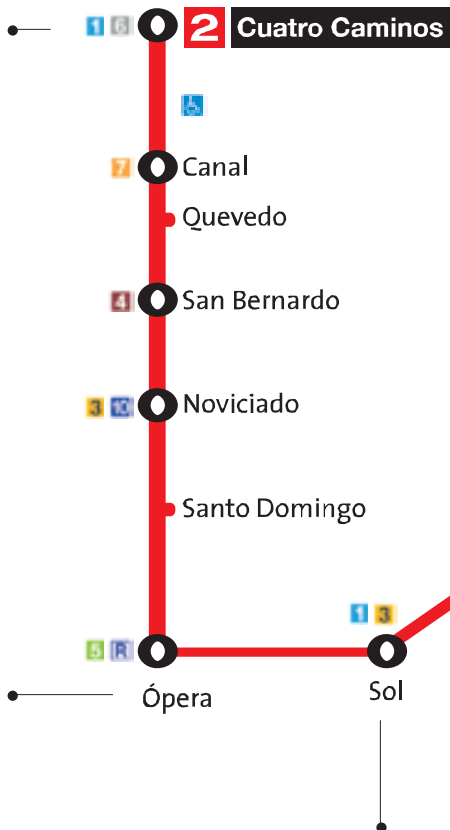 1 6 2 Cuatro Caminos
7 Canal
Quevedo
4 San Bernardo
3 10 Noviciado
Santo Domingo
1 3
5 R
Ópera
Sol